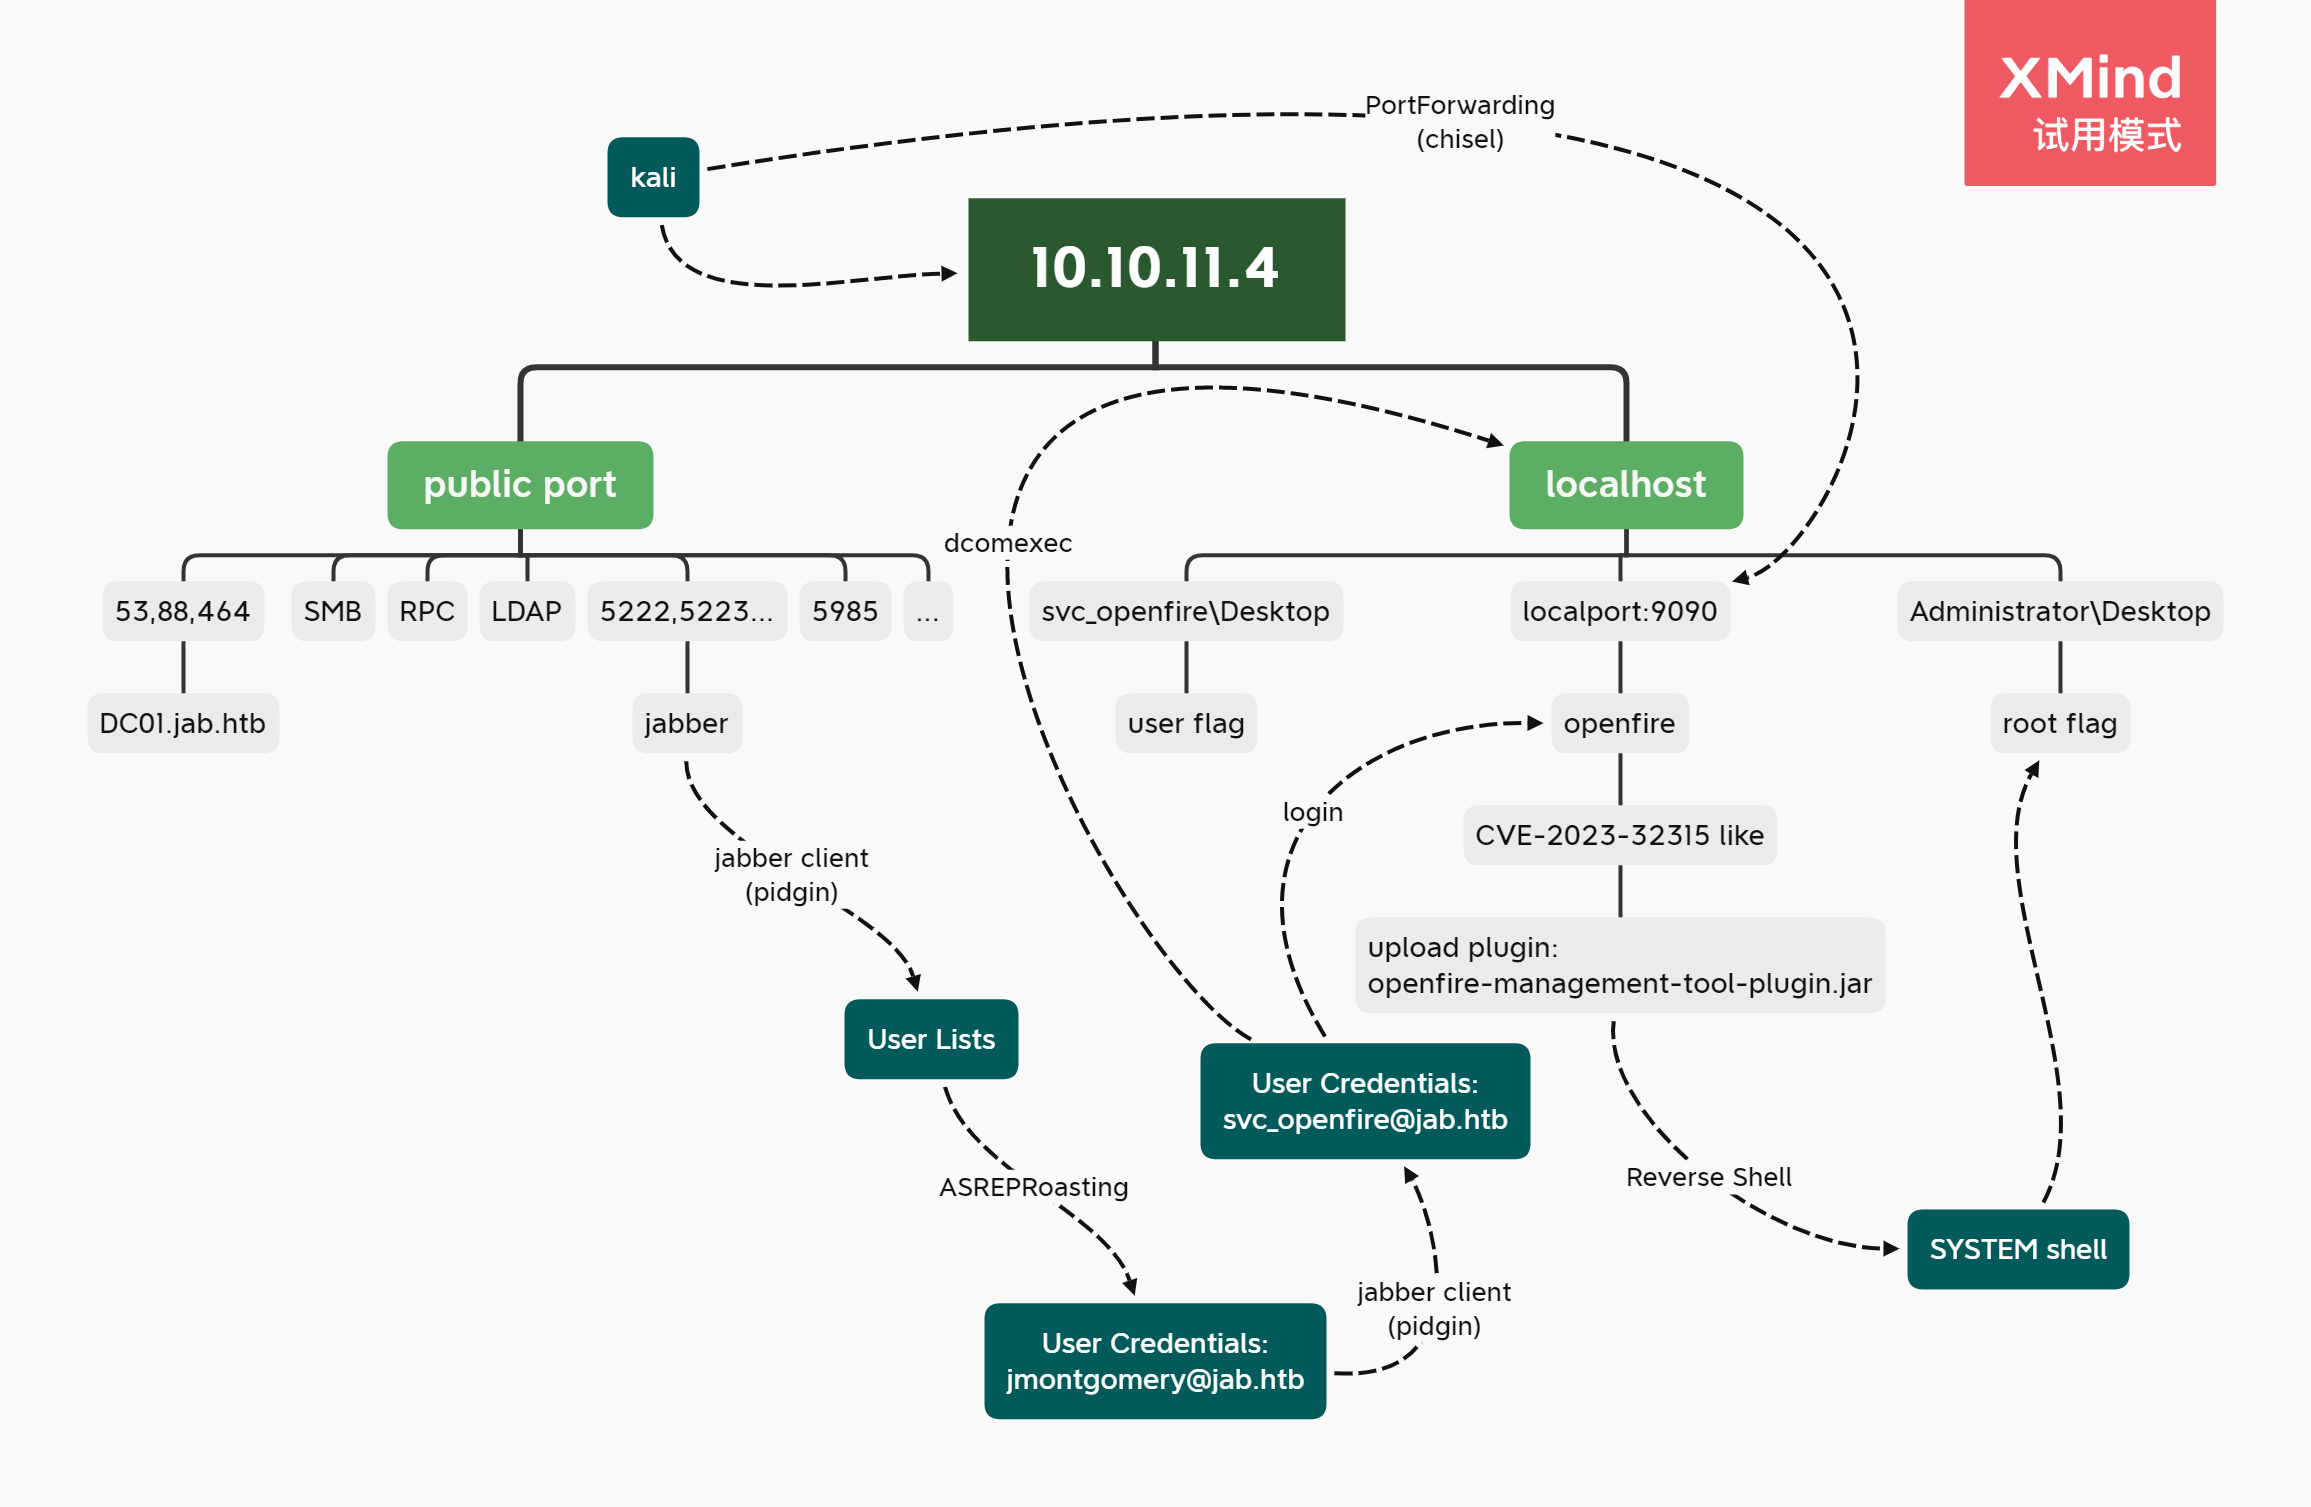 XMind
试用模式
PortForwarding
(chisel)
kali
10.10.11.4
public port
localhost
dcomexec
53,88,464
SMB
RPC
LDAP
5222,5223...
5985
...
svc_openfire\Desktop
localport:9090
Administrator\Desktop
DC01.jab.htb
jabber
user flag
openfire
root flag
login
CVE-2023-32315 like
jabber client
(pidgin)
upload plugin:
openfire-management-tool-plugin.jar
User Lists
User Credentials:
svc_openfire@jab.htb
ASREPRoasting
Reverse Shell
SYSTEM shell
jabber client
(pidgin)
User Credentials:
jmontgomery@jab.htb